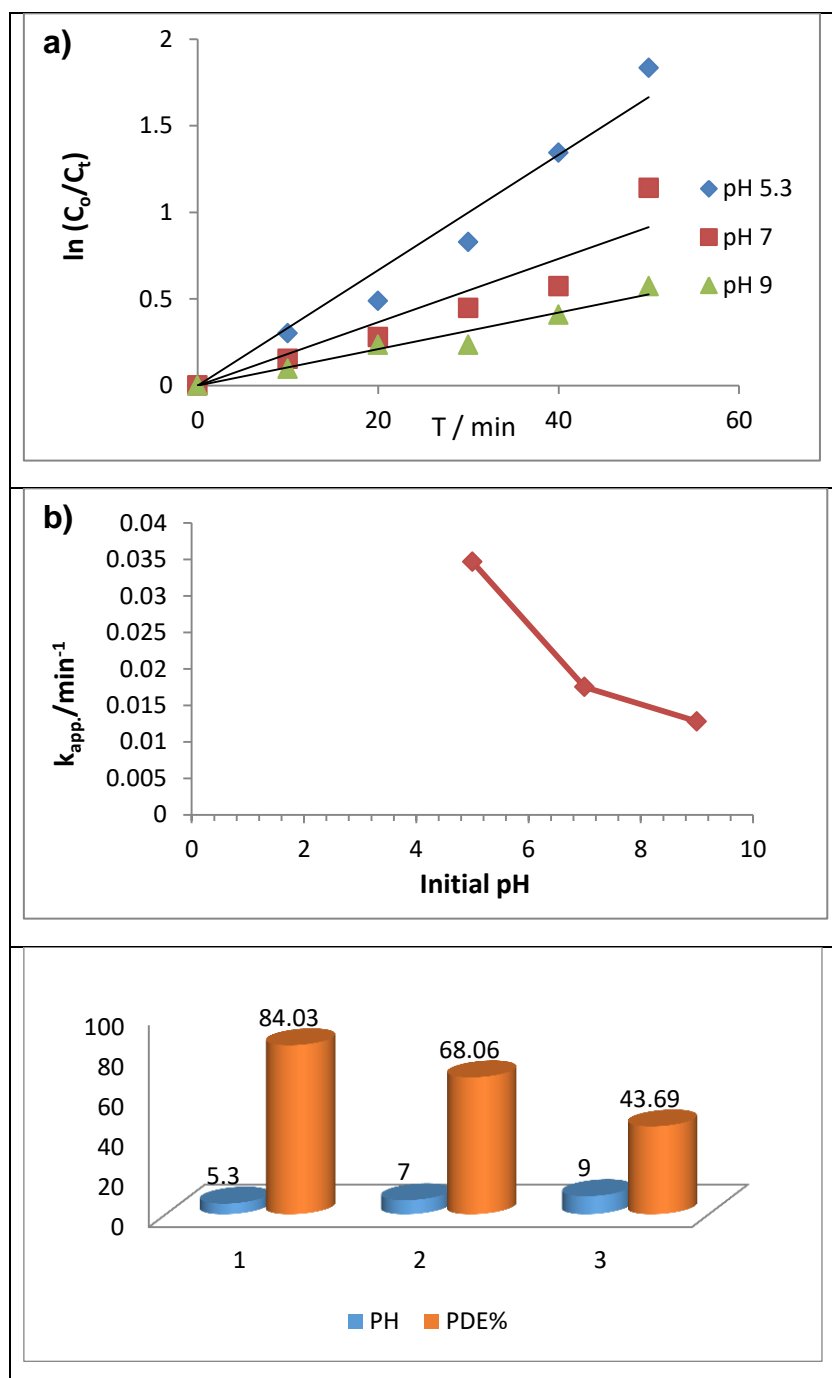 a)
2
1.5
1
0.5
0
ln (Cₒ/Cₜ)
0 20 40 60
T / min
pH 5.3
pH 7
pH 9
b)
0.04
0.035
0.03
0.025
0.02
0.015
0.01
0.005
0
kₐₚₚ./min⁻¹
0 2 4 6 8 10
Initial pH
100
80
60
40
20
0
84.03
68.06
43.69
5.3
7
9
1 2 3
PH PDE%